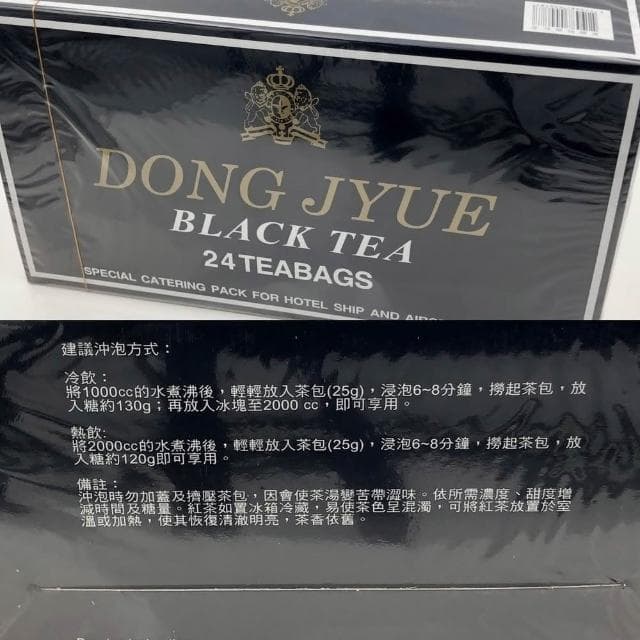 DONG JYUE
BLACK TEA
24 TEABAGS
SPECIAL CATERING PACK FOR HOTEL SHIP AND
建議沖泡方式：
冷飲：
將1000cc的水煮沸後，輕輕放入茶包(25g)，浸泡6~8分鐘，撈起茶包，放
入糖約130g；再放入冰塊至2000 cc，即可享用。
熱飲:
將2000cc的水煮沸後，輕輕放入茶包(25g)，浸泡6~8分鐘，撈起茶包，放
入糖約120g即可享用。
備註：
沖泡時勿加蓋及擠壓茶包，因會使茶湯變苦帶澀味。依所需濃度、甜度增
減時間及糖量。紅茶如置冰箱冷藏，易使茶色呈混濁，可將紅茶放置於室
溫或加熱，使其恢復清澈明亮，茶香依舊。